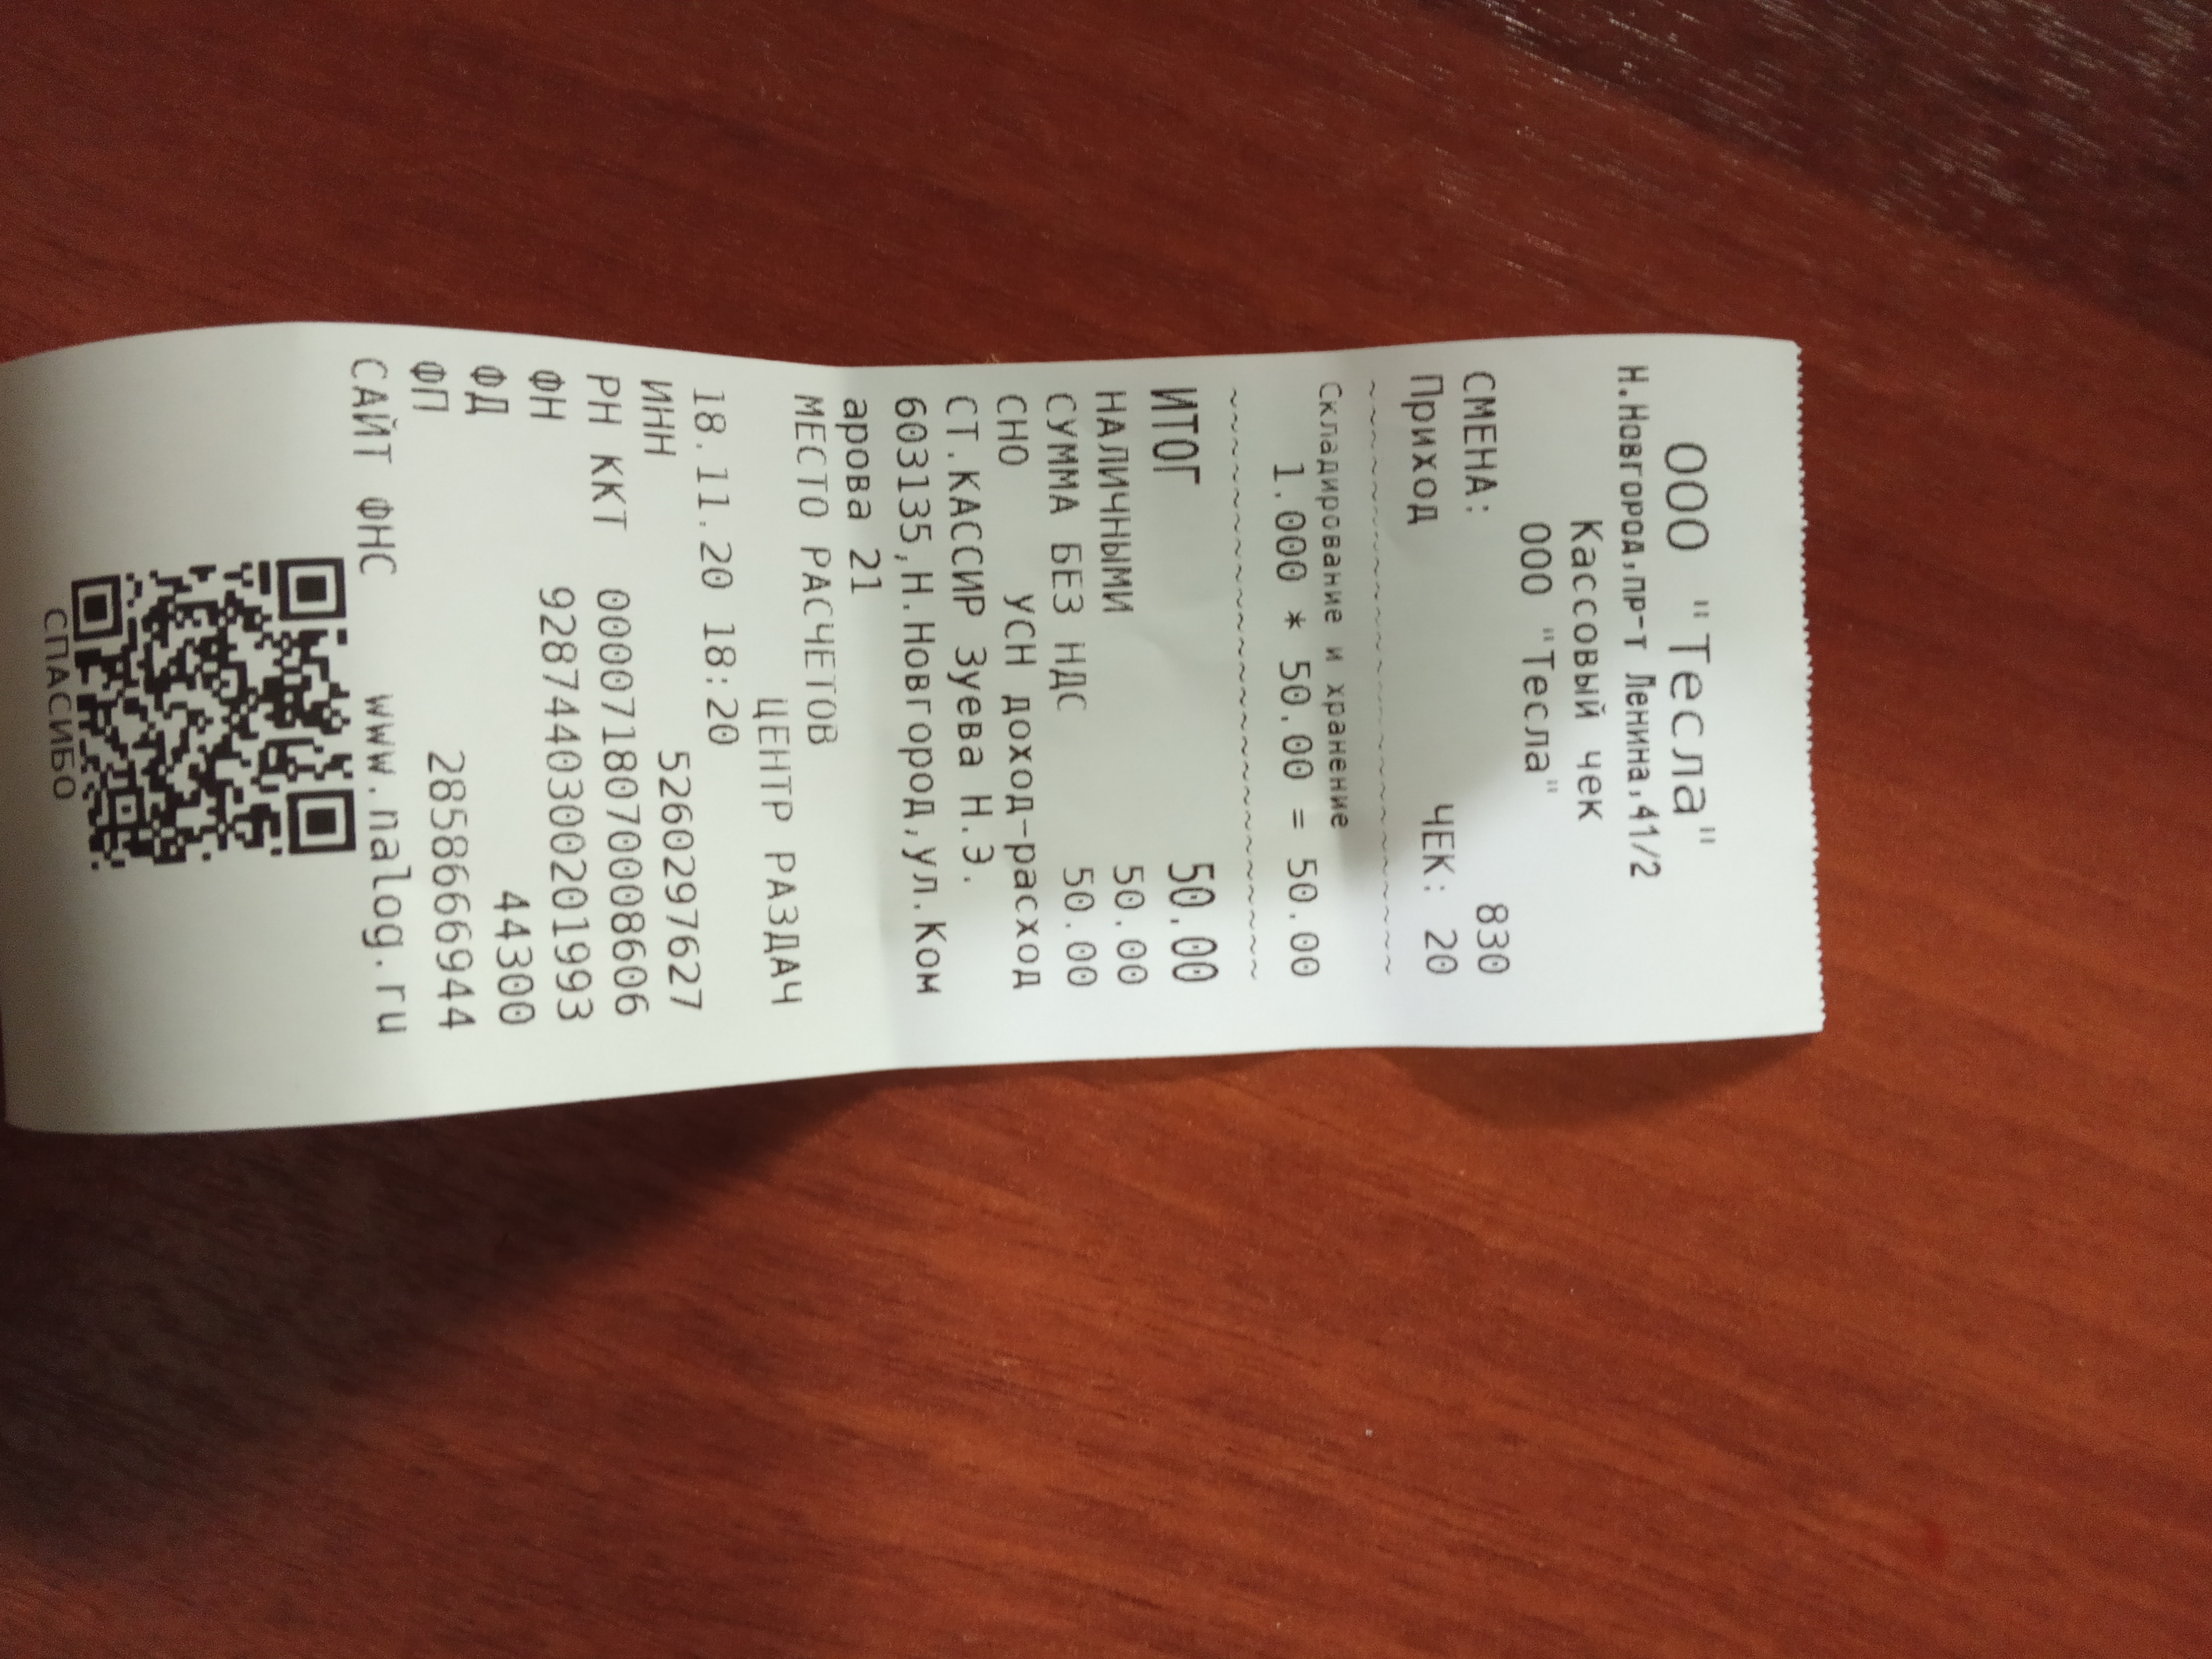 ООО "Тесла"
Н.Новгород,пр-т Ленина,41/2
Кассовый чек
ООО "Тесла"
СМЕНА: 830
Приход ЧЕК: 20
~~~~~~~~~~~~~~~~~~~~~~~~~~~~~~~~
Складирование и хранение
1.000 * 50.00 = 50.00
~~~~~~~~~~~~~~~~~~~~~~~~~~~~~~~~
ИТОГ 50.00
НАЛИЧНЫМИ 50.00
СУММА БЕЗ НДС 50.00
СНО УСН доход-расход
СТ.КАССИР Зуева Н.Э.
603135,Н.Новгород,ул.Ком
арова 21
МЕСТО РАСЧЕТОВ
ЦЕНТР РАЗДАЧ
18.11.20 18:20
ИНН 5260297627
РН ККТ 0000718070008606
ФН 9287440300201993
ФД 44300
ФП 2858666944
САЙТ ФНС www.nalog.ru
СПАСИБО